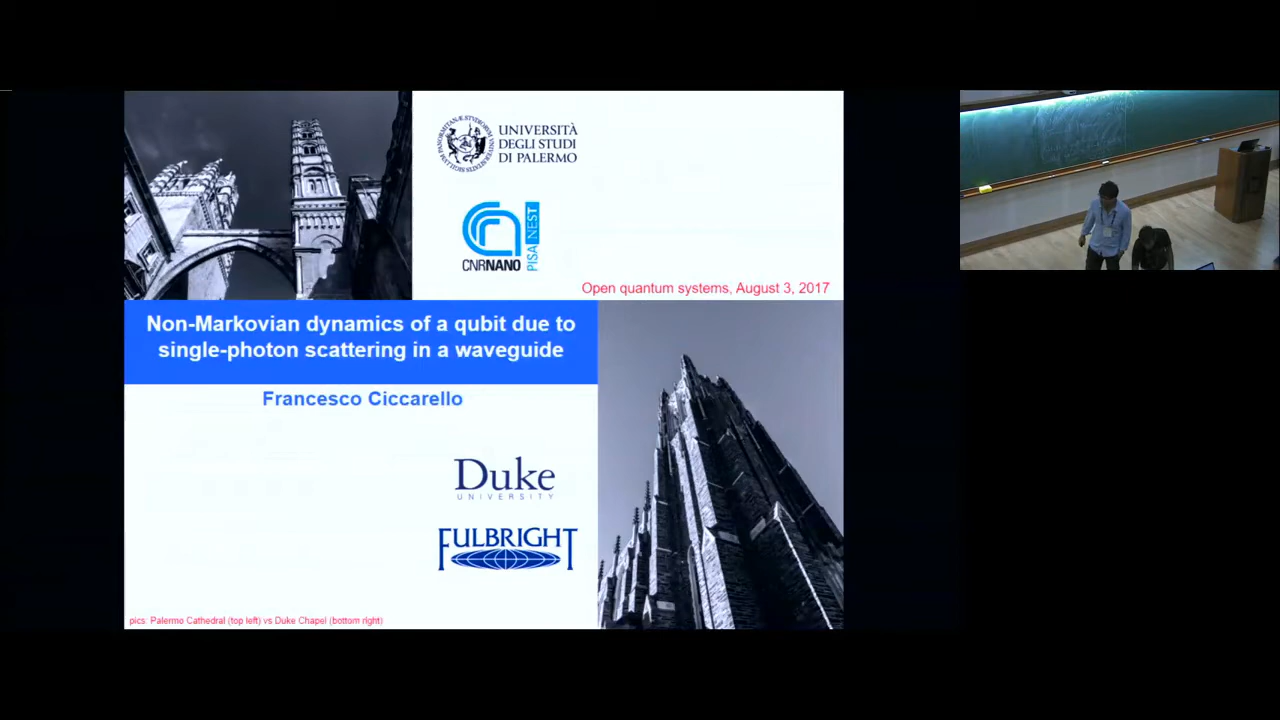 UNIVERSITÀ
DEGLI STUDI
DI PALERMO
CNRNANO
PISA NEST
Open quantum systems, August 3, 2017
Non-Markovian dynamics of a qubit due to
single-photon scattering in a waveguide
Francesco Ciccarello
Duke
UNIVERSITY
FULBRIGHT
pics: Palermo Cathedral (top left) vs Duke Chapel (bottom right)